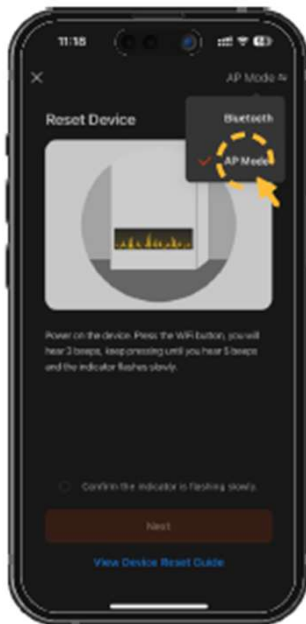 11:18
AP Mode
Bluetooth
AP Mode
Reset Device
Power on the device. Press the WiFi button, you will
hear 3 beeps, keep pressing until you hear 5 beeps
and the indicator flashes slowly.
Confirm the indicator is flashing slowly.
Next
View Device Reset Guide